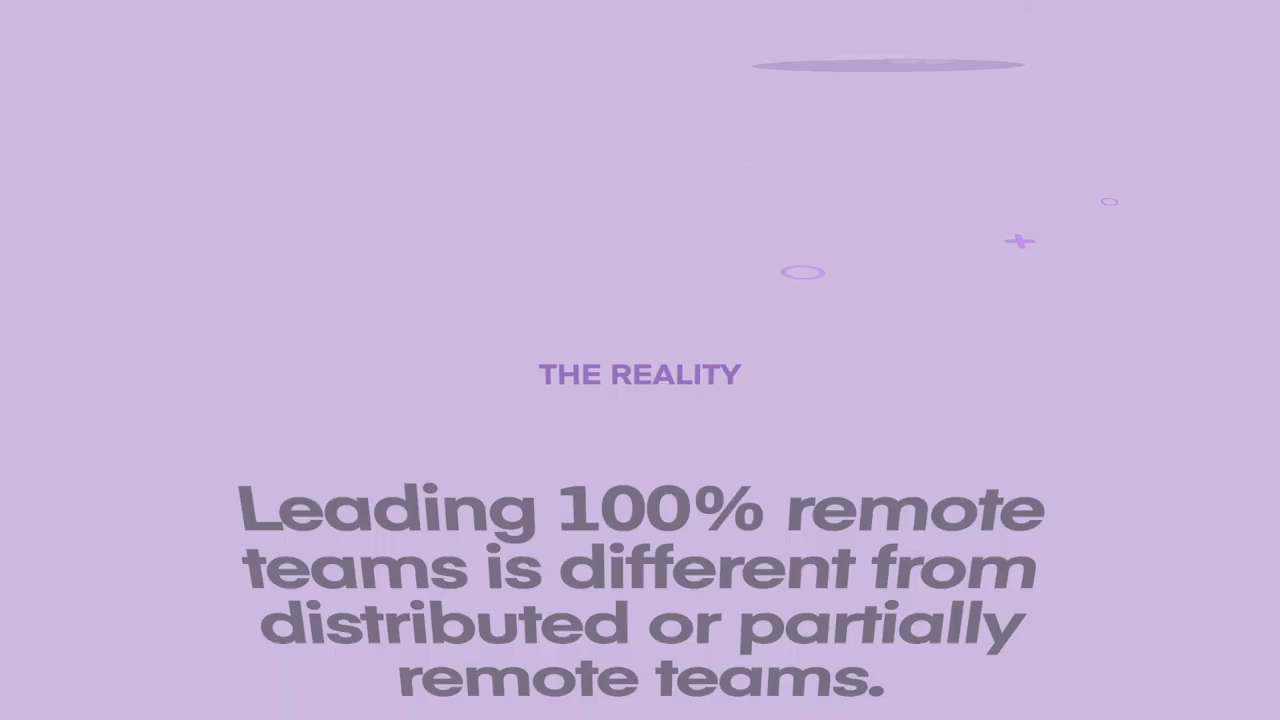 THE REALITY
Leading 100% remote
teams is different from
distributed or partially
remote teams.